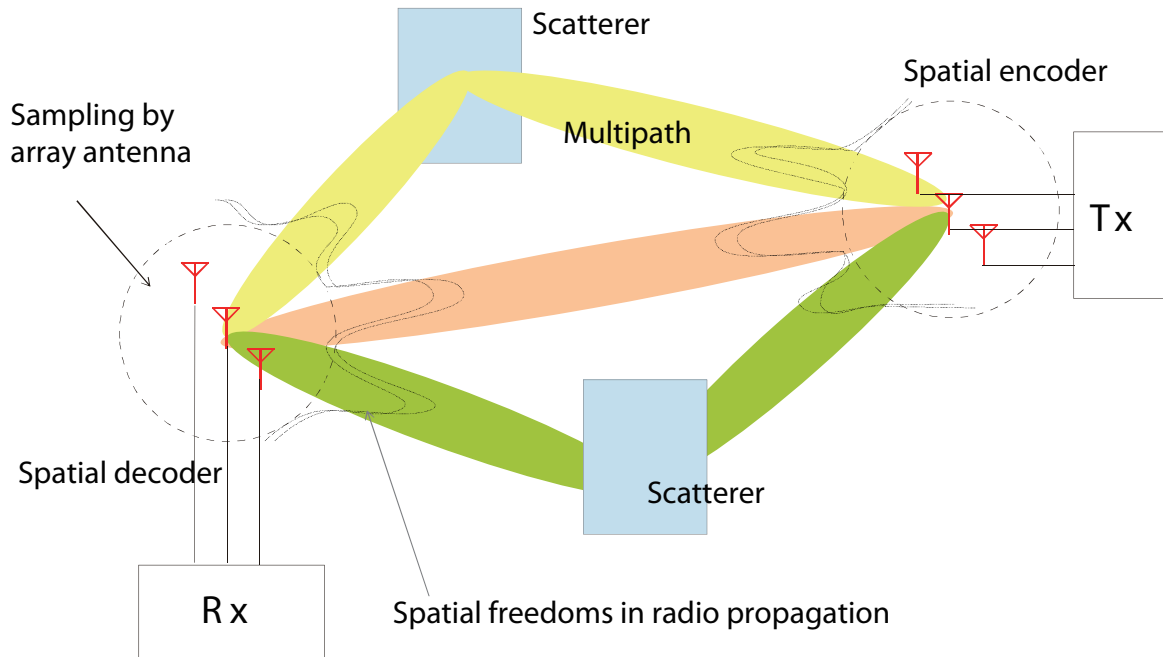 Scatterer
Spatial encoder
Sampling by
array antenna
Multipath
Tx
Spatial decoder
Scatterer
Rx
Spatial freedoms in radio propagation